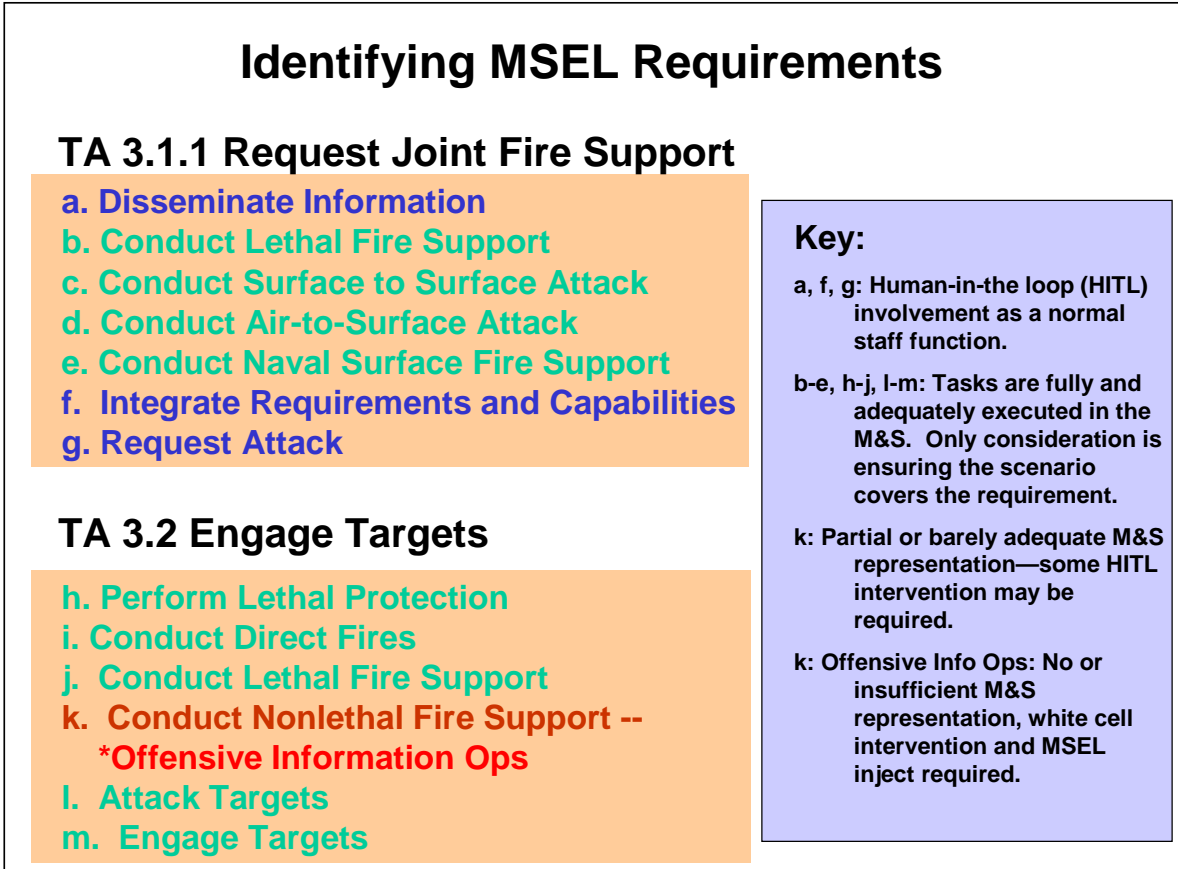 Identifying MSEL Requirements
TA 3.1.1 Request Joint Fire Support
a. Disseminate Information
b. Conduct Lethal Fire Support
c. Conduct Surface to Surface Attack
d. Conduct Air-to-Surface Attack
e. Conduct Naval Surface Fire Support
f. Integrate Requirements and Capabilities
g. Request Attack
TA 3.2 Engage Targets
h. Perform Lethal Protection
i. Conduct Direct Fires
j. Conduct Lethal Fire Support
k. Conduct Nonlethal Fire Support --
*Offensive Information Ops
l. Attack Targets
m. Engage Targets
Key:
a, f, g: Human-in-the loop (HITL)
involvement as a normal
staff function.
b-e, h-j, l-m: Tasks are fully and
adequately executed in the
M&S. Only consideration is
ensuring the scenario
covers the requirement.
k: Partial or barely adequate M&S
representation—some HITL
intervention may be
required.
k: Offensive Info Ops: No or
insufficient M&S
representation, white cell
intervention and MSEL
inject required.